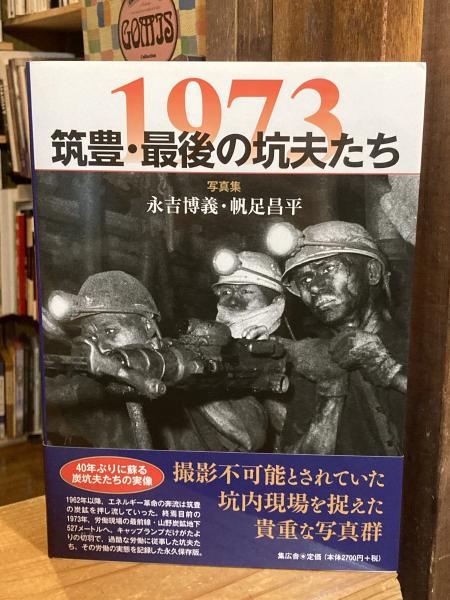 GOMIS
Collection
1973
筑豊・最後の坑夫たち
写真集
永吉博義・帆足昌平
40年ぶりに蘇る
炭坑夫たちの実像
撮影不可能とされていた
坑内現場を捉えた
貴重な写真群
1962年以降、エネルギー革命の奔流は筑豊
の炭鉱を押し流していった。終焉目前の
1973年、労働現場の最前線・山野炭鉱地下
527メートルへ。キャップランプだけがたよ
りの切羽で、過酷な労働に従事した坑夫た
ち、その労働の実態を記録した永久保存版。
集広舎＊定価（本体2700円＋税）